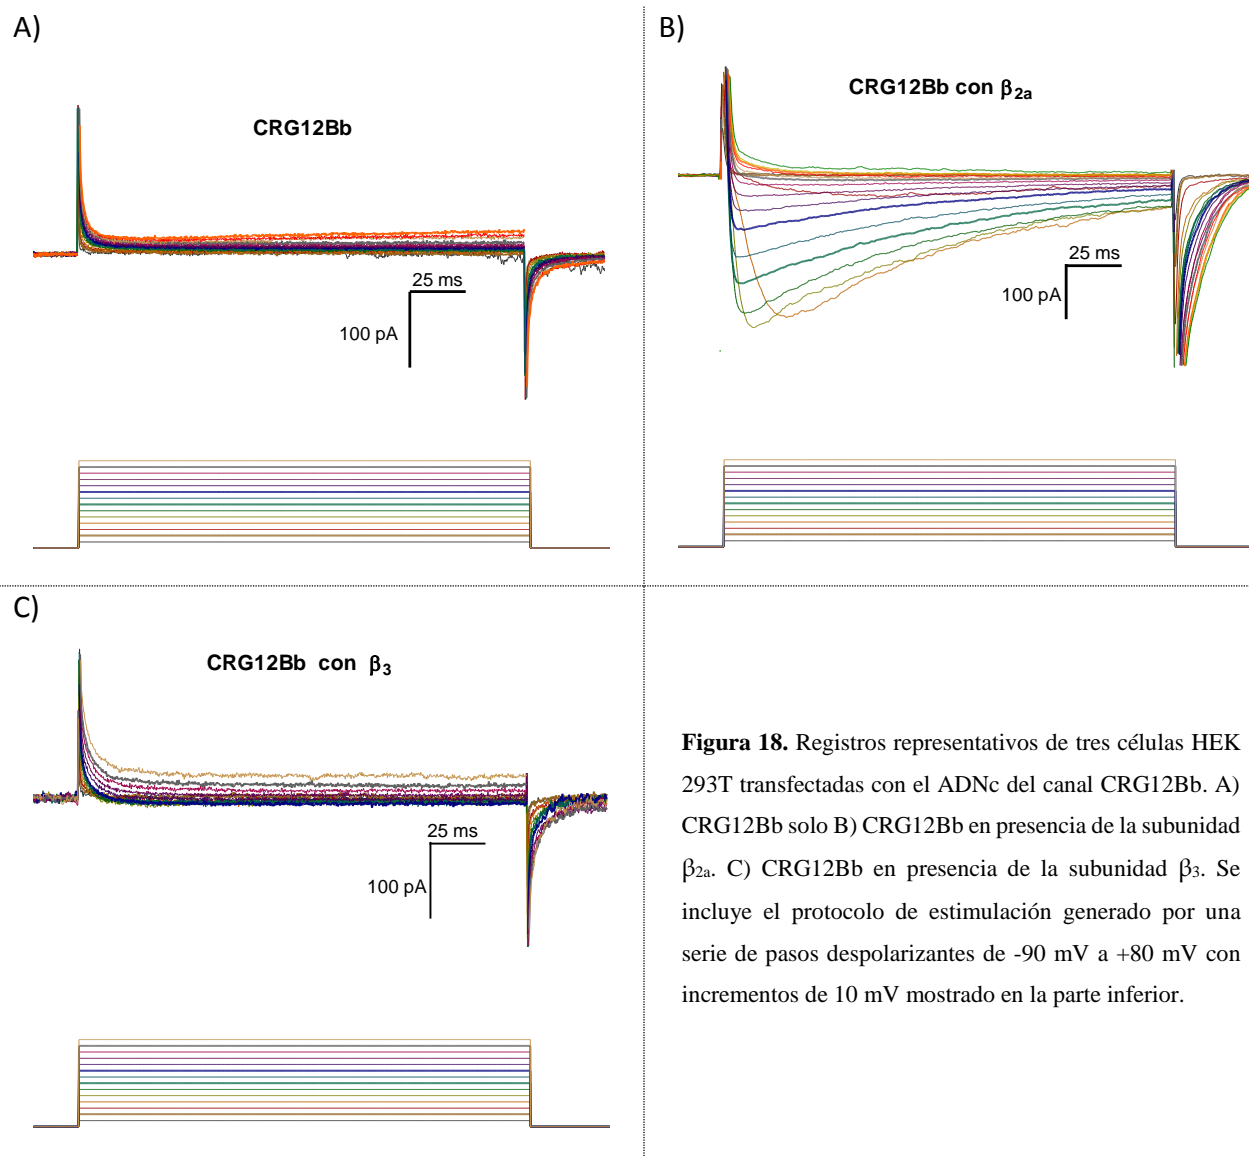 A)
CRG12Bb
25 ms
100 pA
B)
CRG12Bb con β2a
25 ms
100 pA
C)
CRG12Bb con β3
25 ms
100 pA
Figura 18. Registros representativos de tres células HEK
293T transfectadas con el ADNc del canal CRG12Bb. A)
CRG12Bb solo B) CRG12Bb en presencia de la subunidad
β2a. C) CRG12Bb en presencia de la subunidad β3. Se
incluye el protocolo de estimulación generado por una
serie de pasos despolarizantes de -90 mV a +80 mV con
incrementos de 10 mV mostrado en la parte inferior.